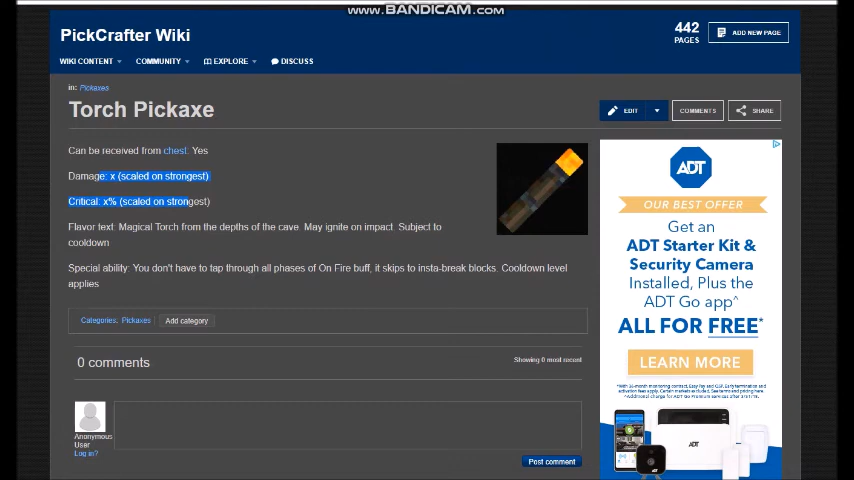 WWW.BANDICAM.COM
PickCrafter Wiki
442
PAGES
ADD NEW PAGE
WIKI CONTENT
COMMUNITY
EXPLORE
DISCUSS
in: Pickaxes
Torch Pickaxe
EDIT
COMMENTS
SHARE
Can be received from chest: Yes
Damage: x (scaled on strongest)
Critical: x% (scaled on strongest)
Flavor text: Magical Torch from the depths of the cave. May ignite on impact. Subject to
cooldown
Special ability: You don't have to tap through all phases of On Fire buff, it skips to insta-break blocks. Cooldown level
applies
Categories: Pickaxes
Add category
0 comments
Showing 0 most recent
Anonymous
User
Log in?
Post comment
ADT
OUR BEST OFFER
Get an
ADT Starter Kit &
Security Camera
Installed, Plus the
ADT Go app^
ALL FOR FREE*
LEARN MORE
ADT
ADT